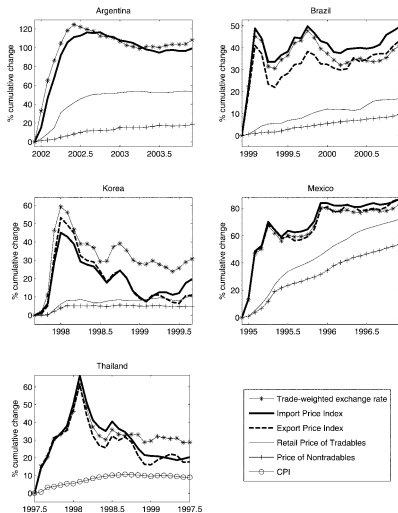 Argentina
% cumulative change
120
100
80
60
40
20
0
2002 2002.5 2003 2003.5
Brazil
% cumulative change
50
40
30
20
10
0
1999 1999.5 2000 2000.5
Korea
% cumulative change
60
50
40
30
20
10
0
1998 1998.5 1999 1999.5
Mexico
% cumulative change
80
60
40
20
0
1995 1995.5 1996 1996.5
Thailand
% cumulative change
60
50
40
30
20
10
0
1997.5 1998 1998.5 1999 1997.5
Trade-weighted exchange rate
Import Price Index
Export Price Index
Retail Price of Tradables
Price of Nontradables
CPI